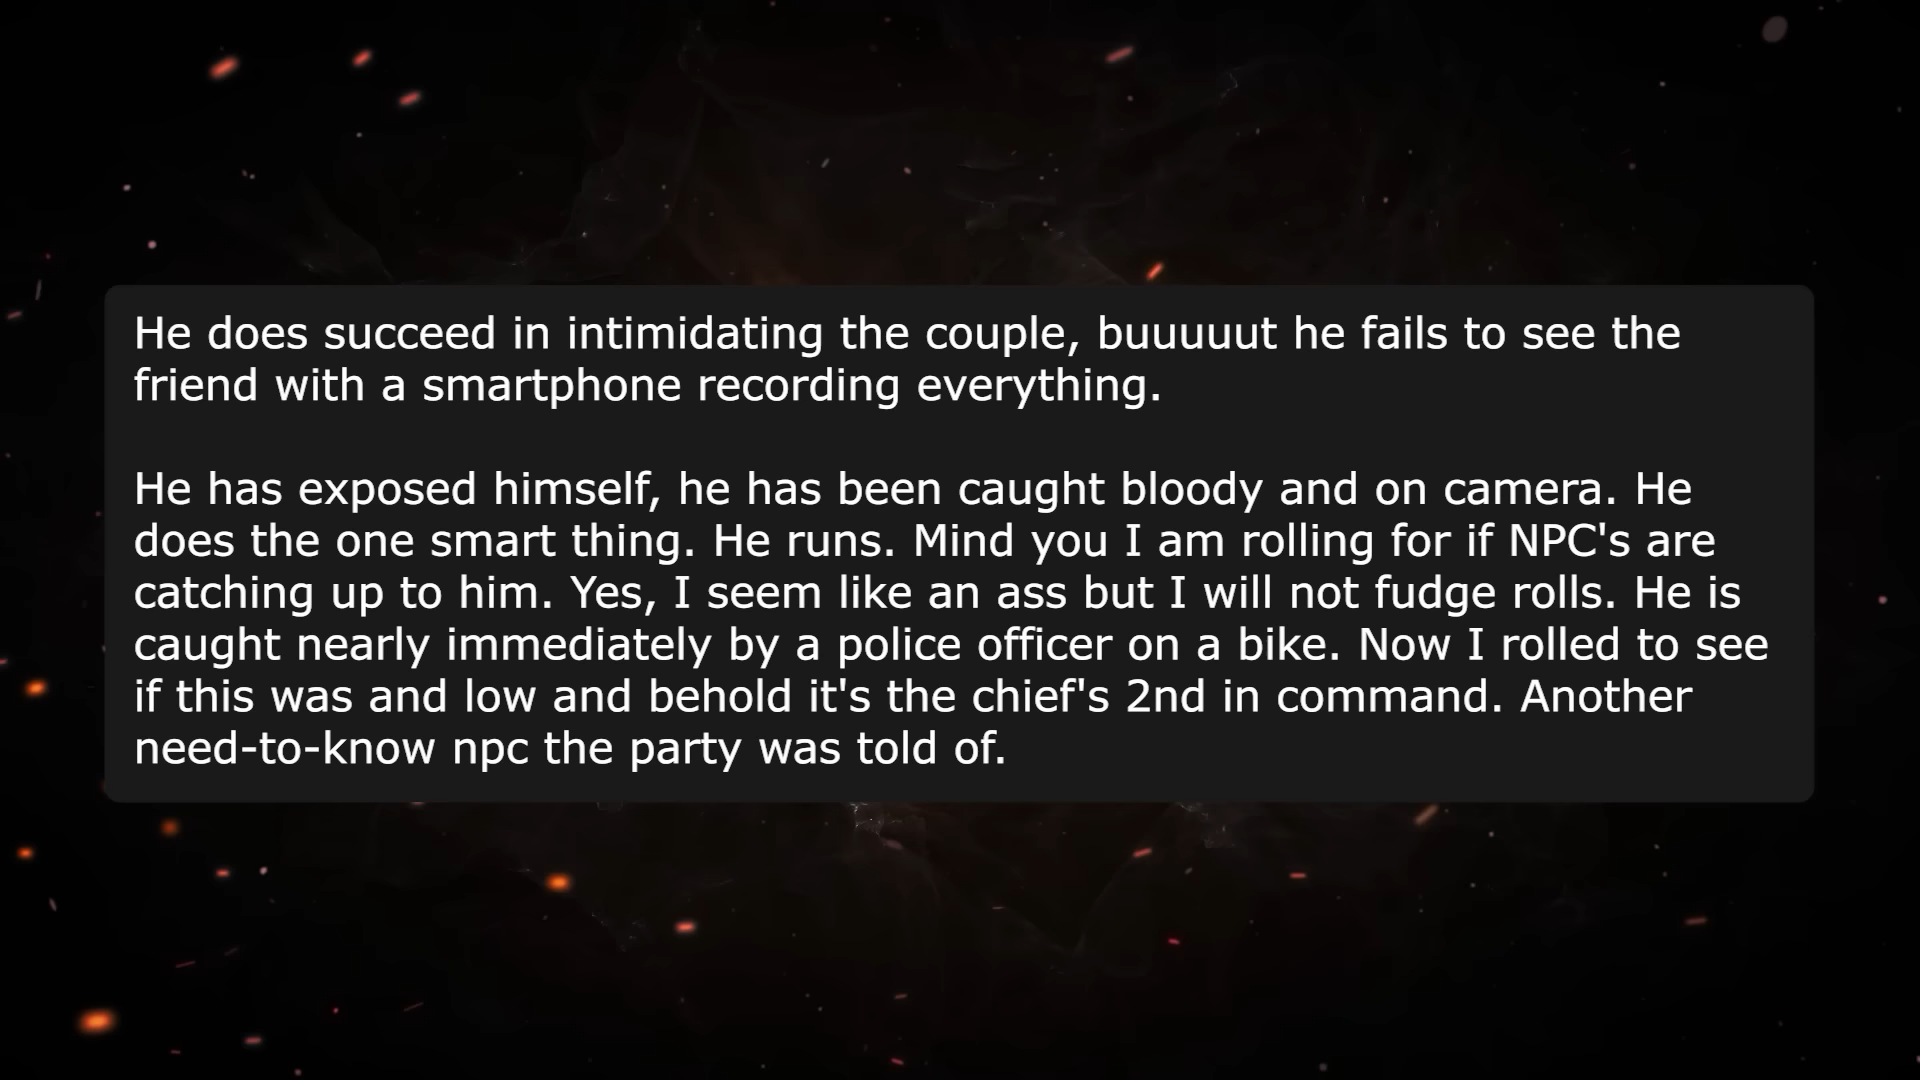 He does succeed in intimidating the couple, buuuuut he fails to see the
friend with a smartphone recording everything.
He has exposed himself, he has been caught bloody and on camera. He
does the one smart thing. He runs. Mind you I am rolling for if NPC's are
catching up to him. Yes, I seem like an ass but I will not fudge rolls. He is
caught nearly immediately by a police officer on a bike. Now I rolled to see
if this was and low and behold it's the chief's 2nd in command. Another
need-to-know npc the party was told of.